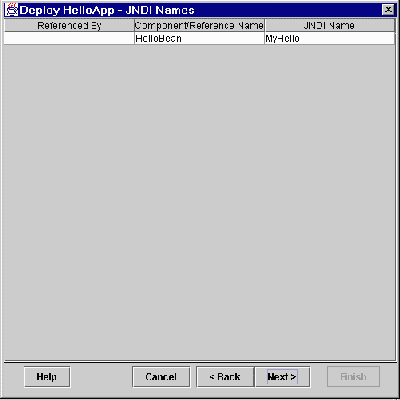 Deploy HelloApp - JNDI Names
Referenced By Component/Reference Name JNDI Name
HelloBean MyHello
Help Cancel < Back Next > Finish